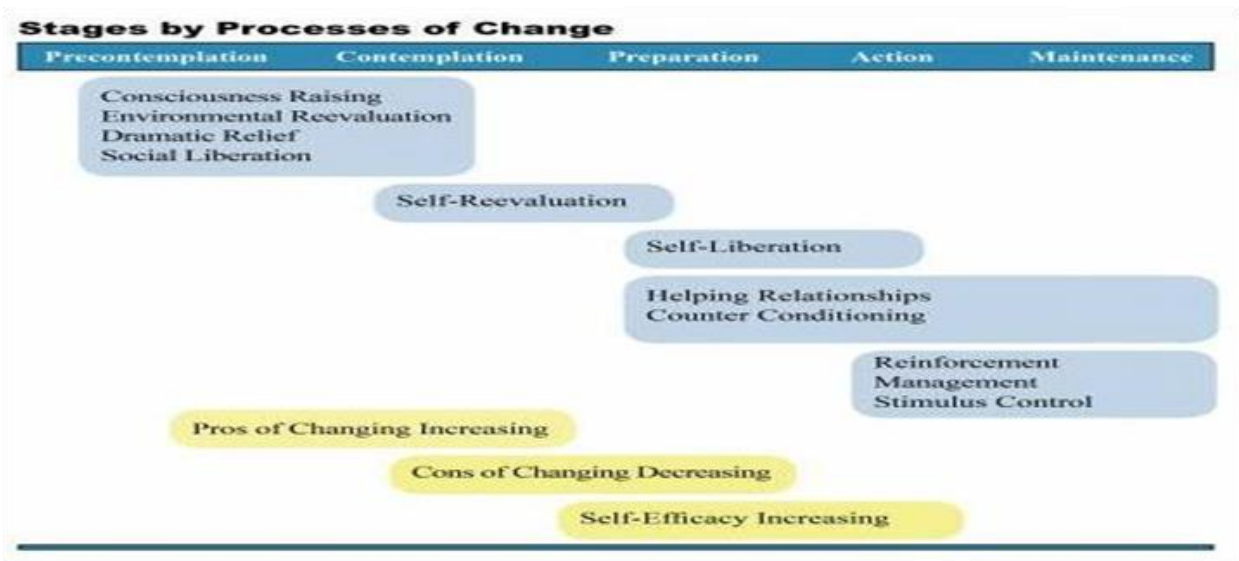 Stages by Processes of Change
Precontemplation Contemplation Preparation Action Maintenance
Consciousness Raising
Environmental Reevaluation
Dramatic Relief
Social Liberation
Self-Reevaluation
Self-Liberation
Helping Relationships
Counter Conditioning
Reinforcement
Management
Stimulus Control
Pros of Changing Increasing
Cons of Changing Decreasing
Self-Efficacy Increasing